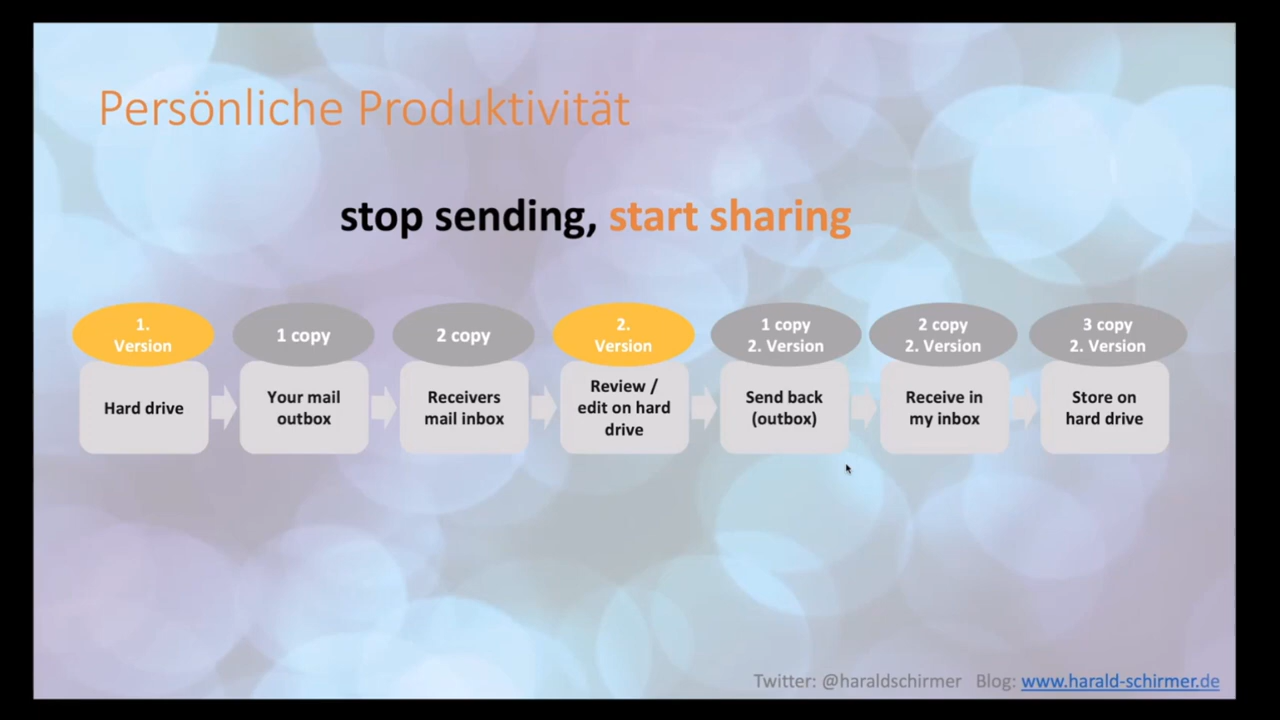 Persönliche Produktivität
stop sending, start sharing
1.
Version
Hard drive
1 copy
Your mail
outbox
2 copy
Receivers
mail inbox
2.
Version
Review /
edit on hard
drive
1 copy
2. Version
Send back
(outbox)
2 copy
2. Version
Receive in
my inbox
3 copy
2. Version
Store on
hard drive
Twitter: @haraldschirmer Blog: www.harald-schirmer.de